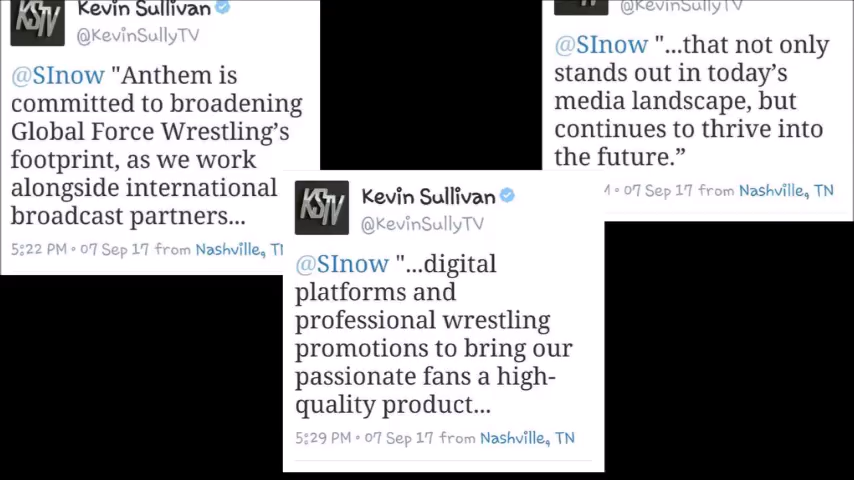 KSTV
Kevin Sullivan
@KevinSullyTV
@SInow "Anthem is
committed to broadening
Global Force Wrestling's
footprint, as we work
alongside international
broadcast partners...
5:22 PM • 07 Sep 17 from Nashville, TN
KSTV
Kevin Sullivan
@KevinSullyTV
@SInow "...digital
platforms and
professional wrestling
promotions to bring our
passionate fans a high-
quality product...
5:29 PM • 07 Sep 17 from Nashville, TN
@KevinSullyTV
@SInow "...that not only
stands out in today's
media landscape, but
continues to thrive into
the future.”
• 07 Sep 17 from Nashville, TN